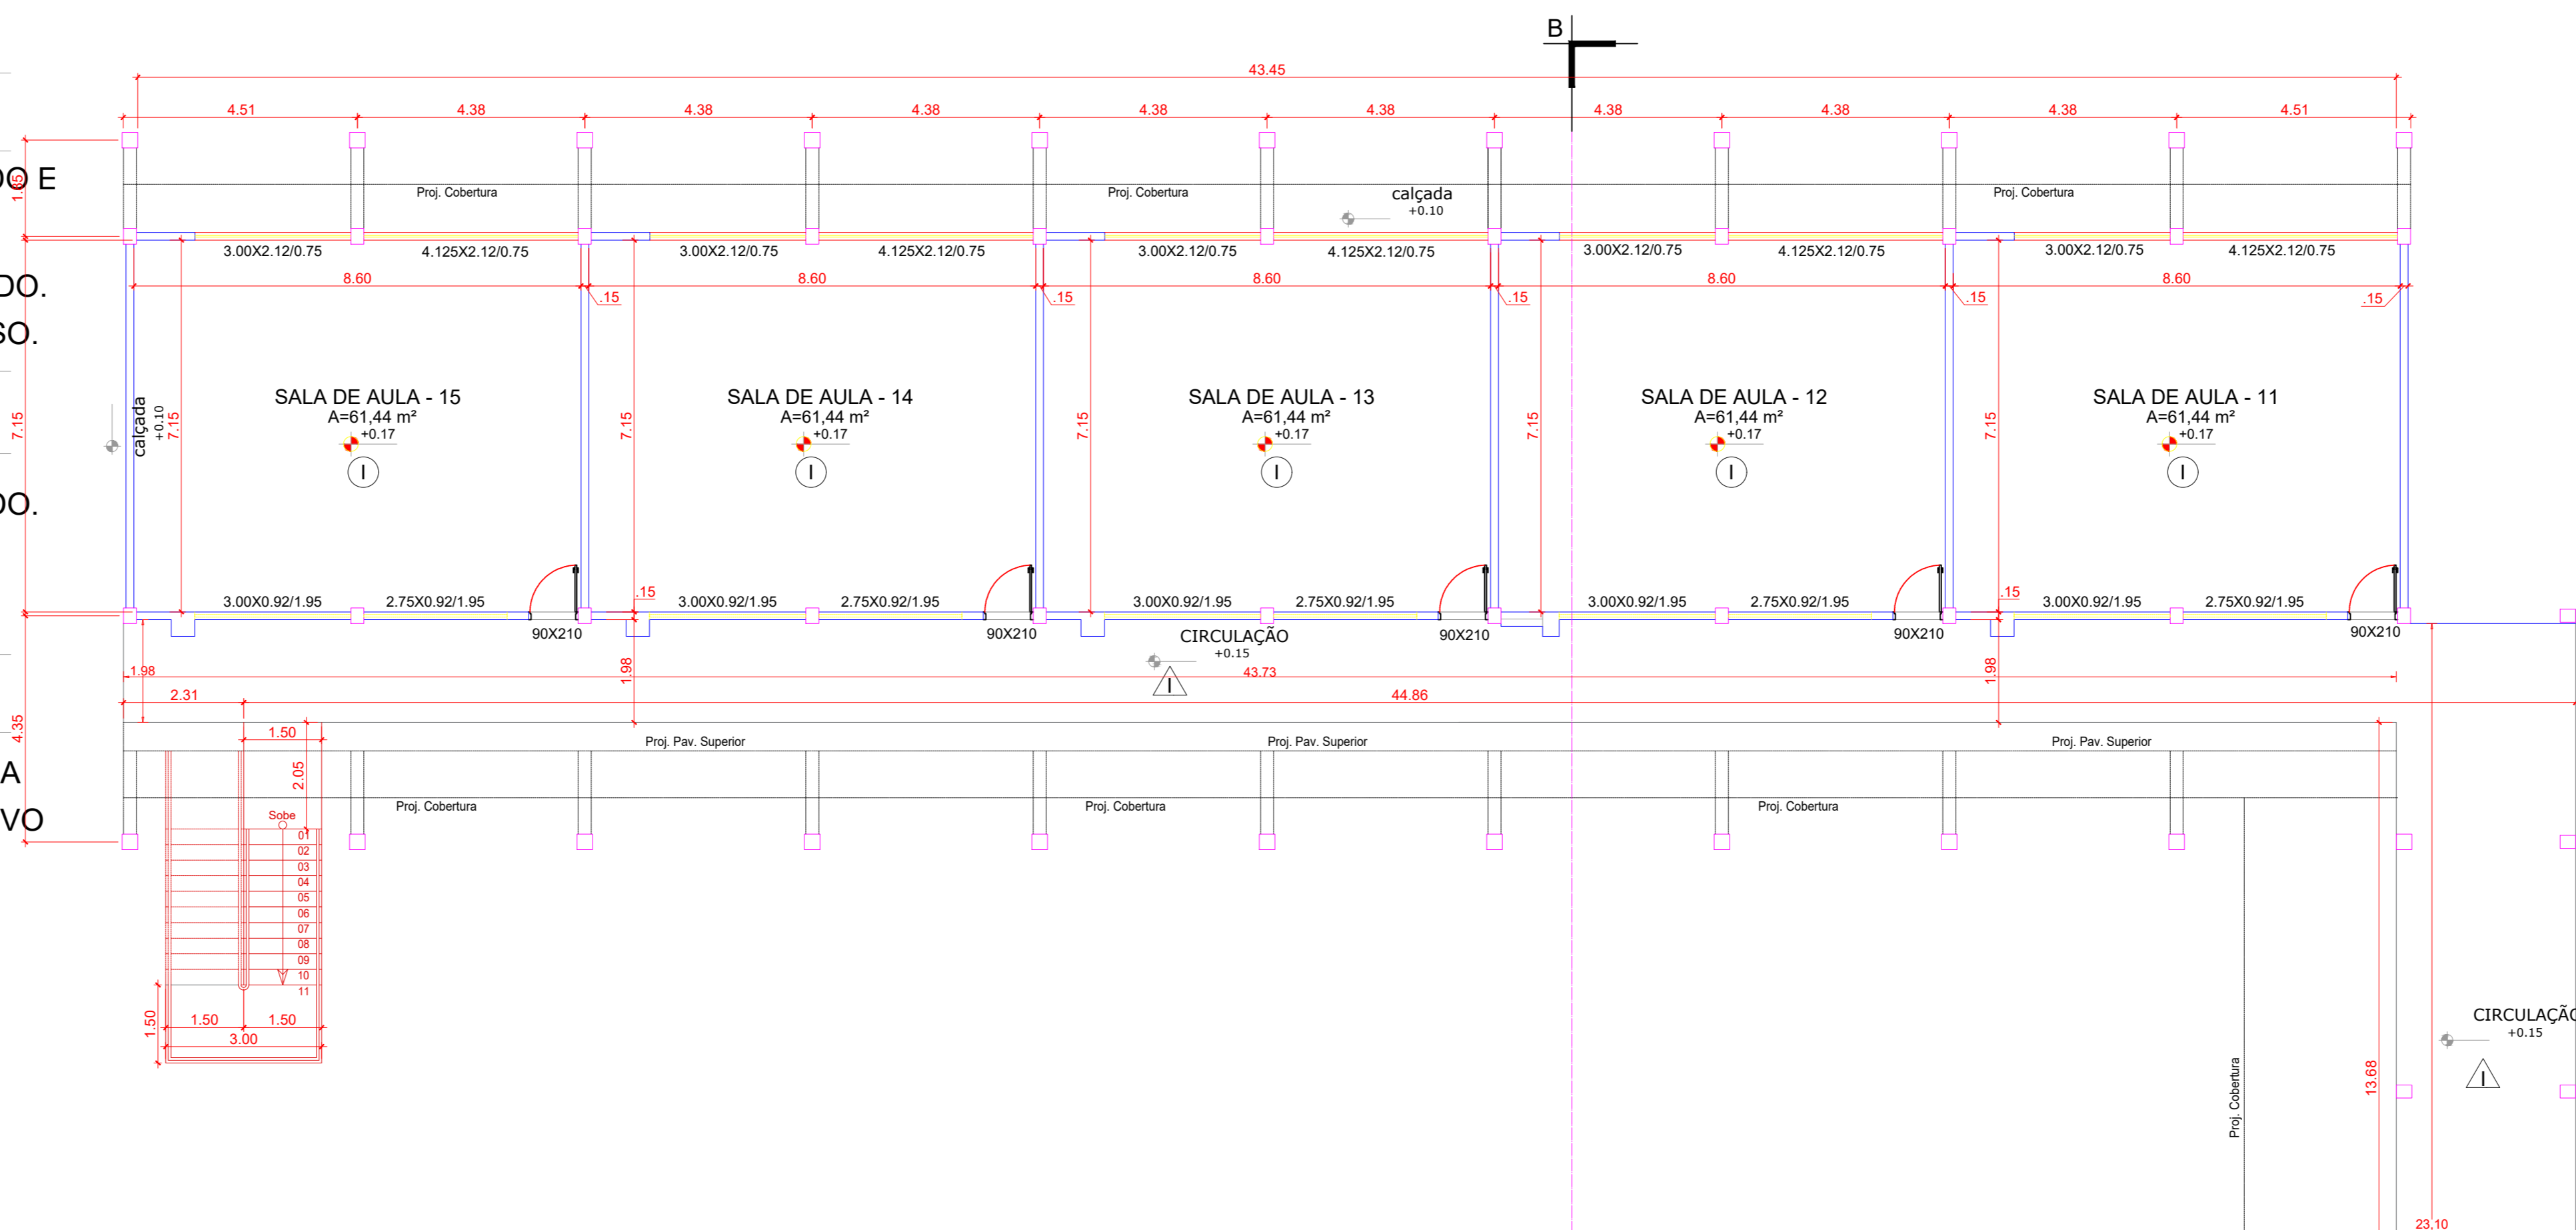 B
43.45
4.51 4.38 4.38 4.38 4.38 4.38 4.38 4.38 4.38 4.51
DO E
1.85
Proj. Cobertura Proj. Cobertura calçada Proj. Cobertura
+0.10
3.00X2.12/0.75 4.125X2.12/0.75 3.00X2.12/0.75 4.125X2.12/0.75 3.00X2.12/0.75 4.125X2.12/0.75 3.00X2.12/0.75 4.125X2.12/0.75 3.00X2.12/0.75 4.125X2.12/0.75
8.60 8.60 8.60 8.60 8.60
DO.
.15 .15 .15 .15 .15
SO.
SALA DE AULA - 15 SALA DE AULA - 14 SALA DE AULA - 13 SALA DE AULA - 12 SALA DE AULA - 11
A=61,44 m² A=61,44 m² A=61,44 m² A=61,44 m² A=61,44 m²
+0.17 +0.17 +0.17 +0.17 +0.17
7.15 calçada +0.10 7.15 7.15 7.15 7.15 7.15
I I I I I
DO.
.15 .15
3.00X0.92/1.95 2.75X0.92/1.95 3.00X0.92/1.95 2.75X0.92/1.95 3.00X0.92/1.95 2.75X0.92/1.95 3.00X0.92/1.95 2.75X0.92/1.95 3.00X0.92/1.95 2.75X0.92/1.95
90X210 90X210 90X210 90X210 90X210
CIRCULAÇÃO
+0.15
1.98 1.98 43.73 1.98
I
2.31 44.86
4.35
1.50 Proj. Pav. Superior Proj. Pav. Superior Proj. Pav. Superior
A
2.05
Proj. Cobertura Proj. Cobertura Proj. Cobertura
VO
Sobe
01
02
03
04
05
06
07
08
09
10
11
1.50 1.50 1.50
3.00
CIRCULAÇÃO
+0.15
I
13.68
Proj. Cobertura
23.10